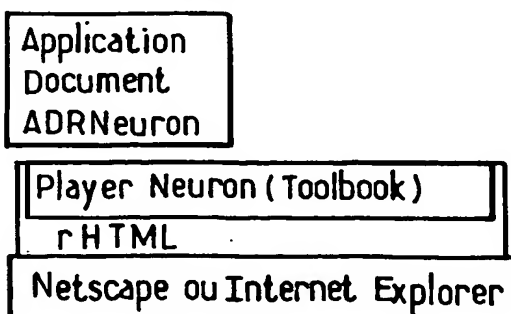 Application
Document
ADRNeuron
Player Neuron (Toolbook)
rHTML
Netscape ou Internet Explorer